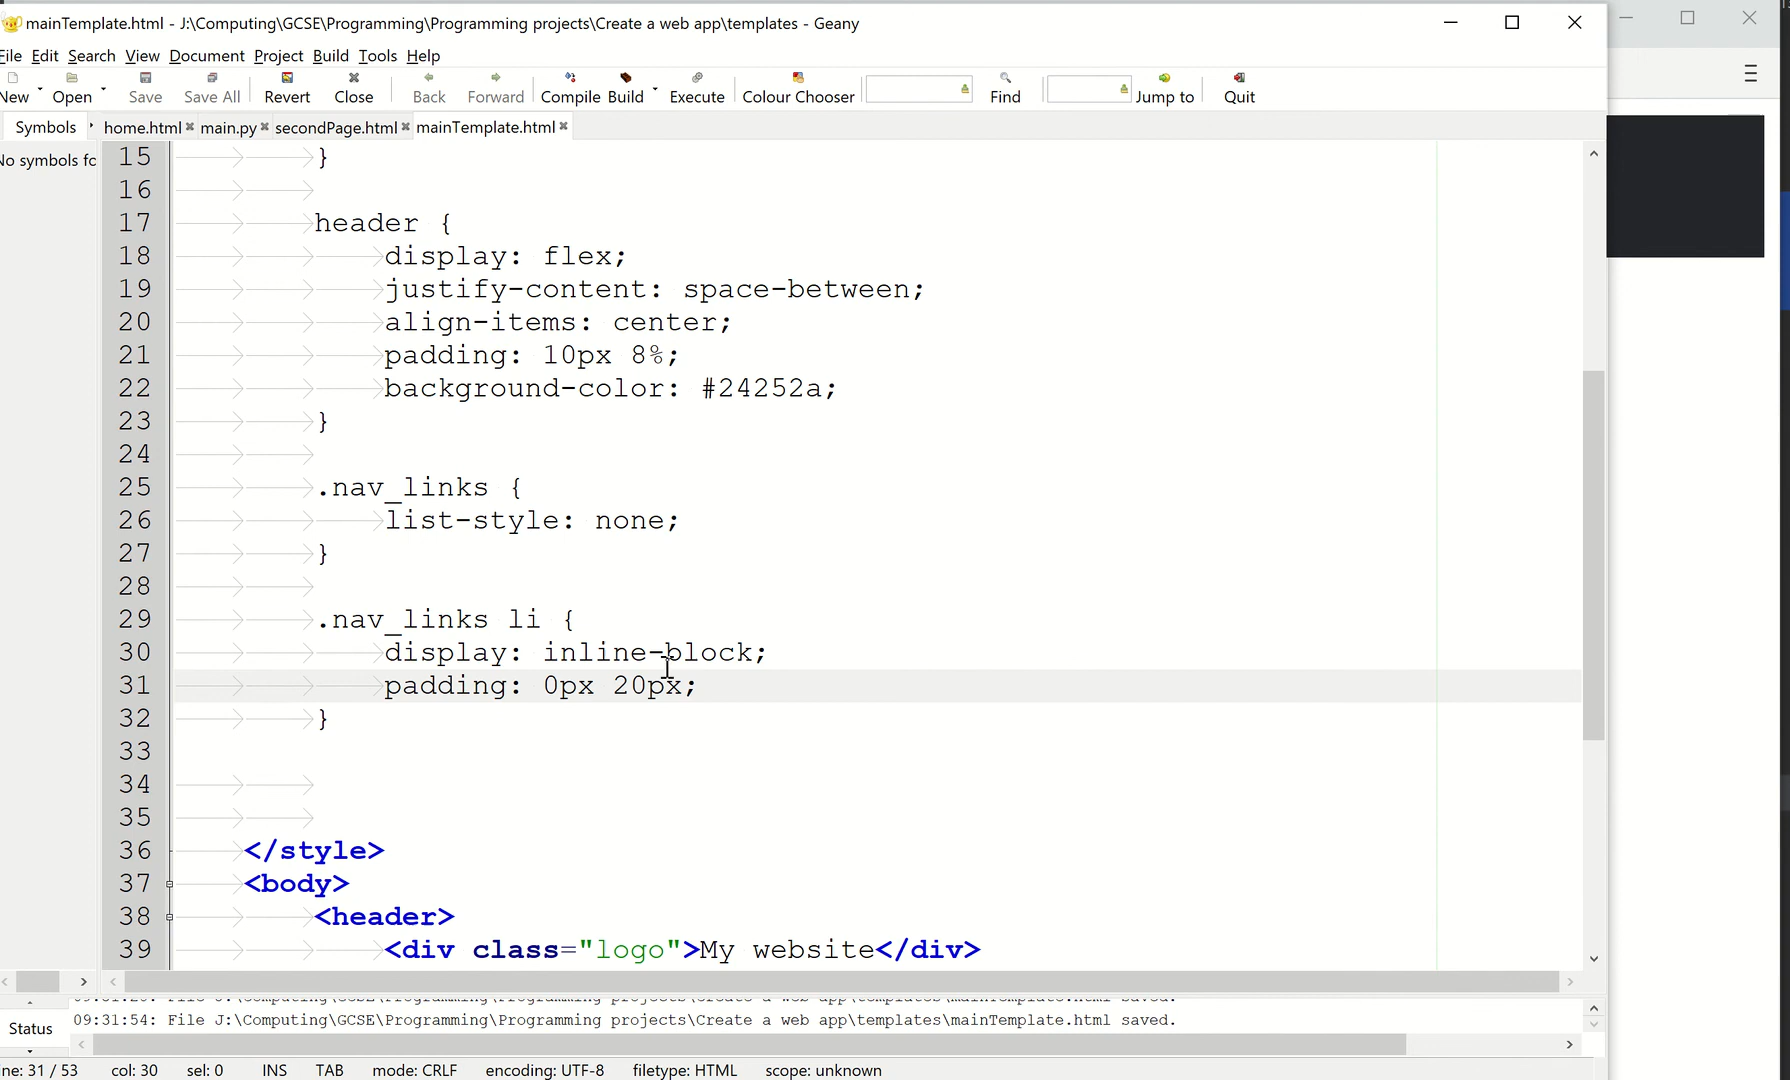 mainTemplate.html - J:\Computing\GCSE\Programming\Programming projects\Create a web app\templates - Geany
File Edit Search View Document Project Build Tools Help
New Open Save Save All Revert Close Back Forward Compile Build Execute Colour Chooser Find Jump to Quit
Symbols home.html main.py secondPage.html mainTemplate.html
15 }
16
17 header {
18 display: flex;
19 justify-content: space-between;
20 align-items: center;
21 padding: 10px 8%;
22 background-color: #24252a;
23 }
24
25 .nav_links {
26 list-style: none;
27 }
28
29 .nav_links li {
30 display: inline-block;
31 padding: 0px 20px;
32 }
33
34
35
36 </style>
37 <body>
38 <header>
39 <div class="logo">My website</div>
No symbols fo
Status
09:31:54: File J:\Computing\GCSE\Programming\Programming projects\Create a web app\templates\mainTemplate.html saved.
ne: 31 / 53 col: 30 sel: 0 INS TAB mode: CRLF encoding: UTF-8 filetype: HTML scope: unknown